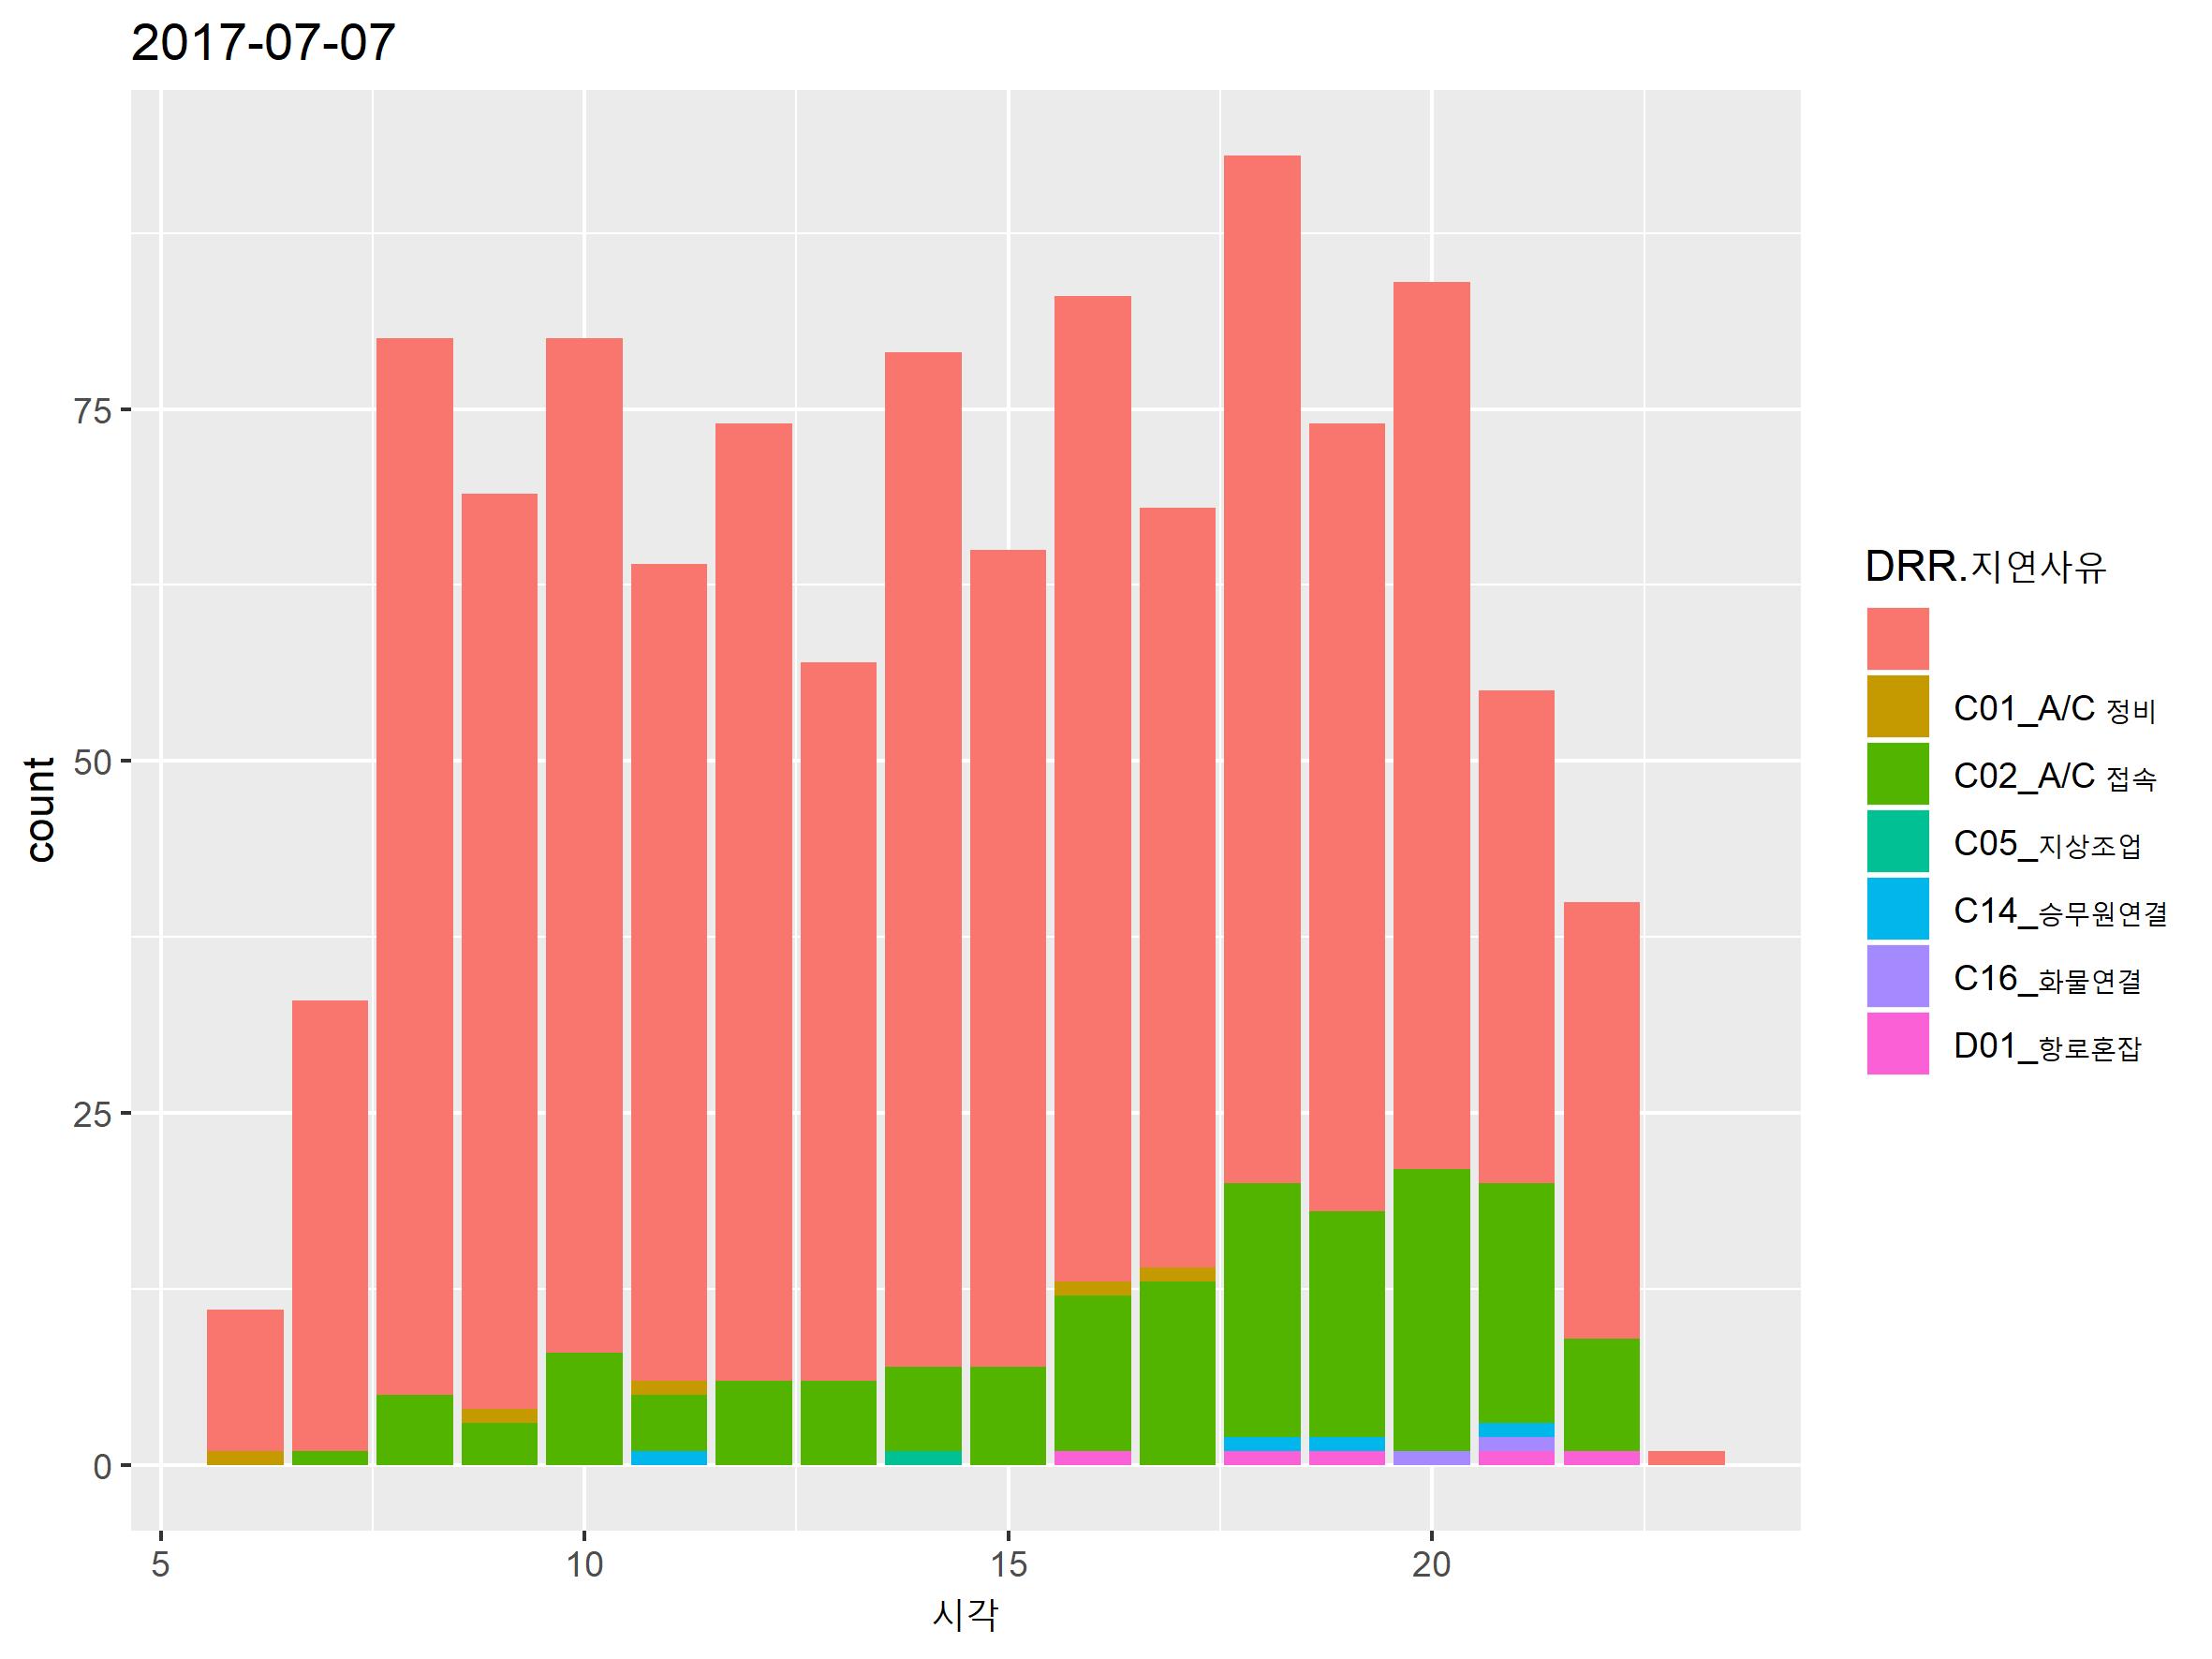 2017-07-07
count
75
50
25
0
5 10 15 20
시각
DRR.지연사유
C01_A/C 정비
C02_A/C 접속
C05_지상조업
C14_승무원연결
C16_화물연결
D01_항로혼잡